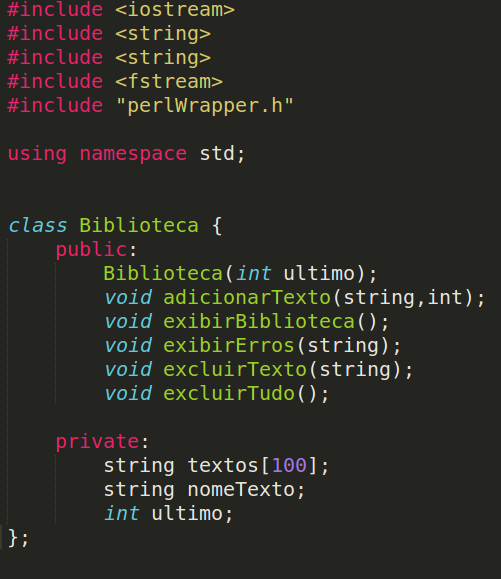 #include <iostream>
#include <string>
#include <string>
#include <fstream>
#include "perlWrapper.h"
using namespace std;
class Biblioteca {
public:
Biblioteca(int ultimo);
void adicionarTexto(string,int);
void exibirBiblioteca();
void exibirErros(string);
void excluirTexto(string);
void excluirTudo();
private:
string textos[100];
string nomeTexto;
int ultimo;
};